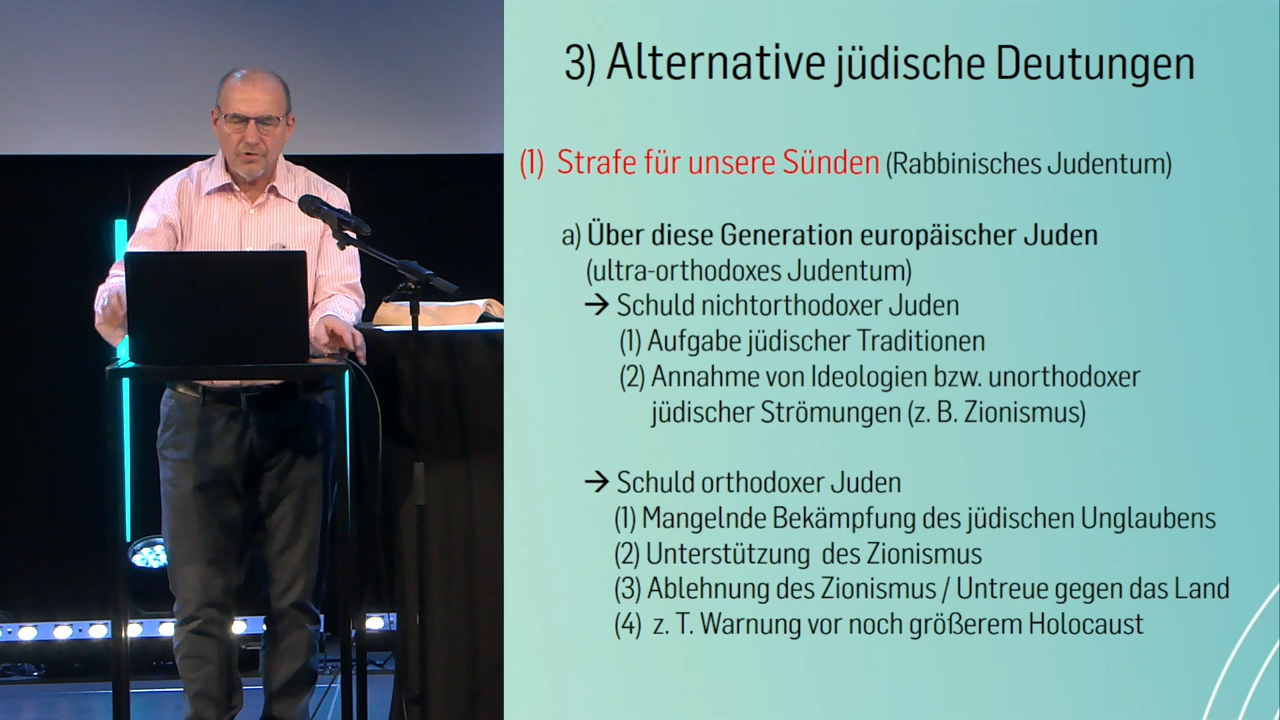 3) Alternative jüdische Deutungen
(1) Strafe für unsere Sünden (Rabbinisches Judentum)
a) Über diese Generation europäischer Juden
(ultra-orthodoxes Judentum)
→ Schuld nichtorthodoxer Juden
(1) Aufgabe jüdischer Traditionen
(2) Annahme von Ideologien bzw. unorthodoxer
jüdischer Strömungen (z. B. Zionismus)
→ Schuld orthodoxer Juden
(1) Mangelnde Bekämpfung des jüdischen Unglaubens
(2) Unterstützung des Zionismus
(3) Ablehnung des Zionismus / Untreue gegen das Land
(4) z. T. Warnung vor noch größerem Holocaust